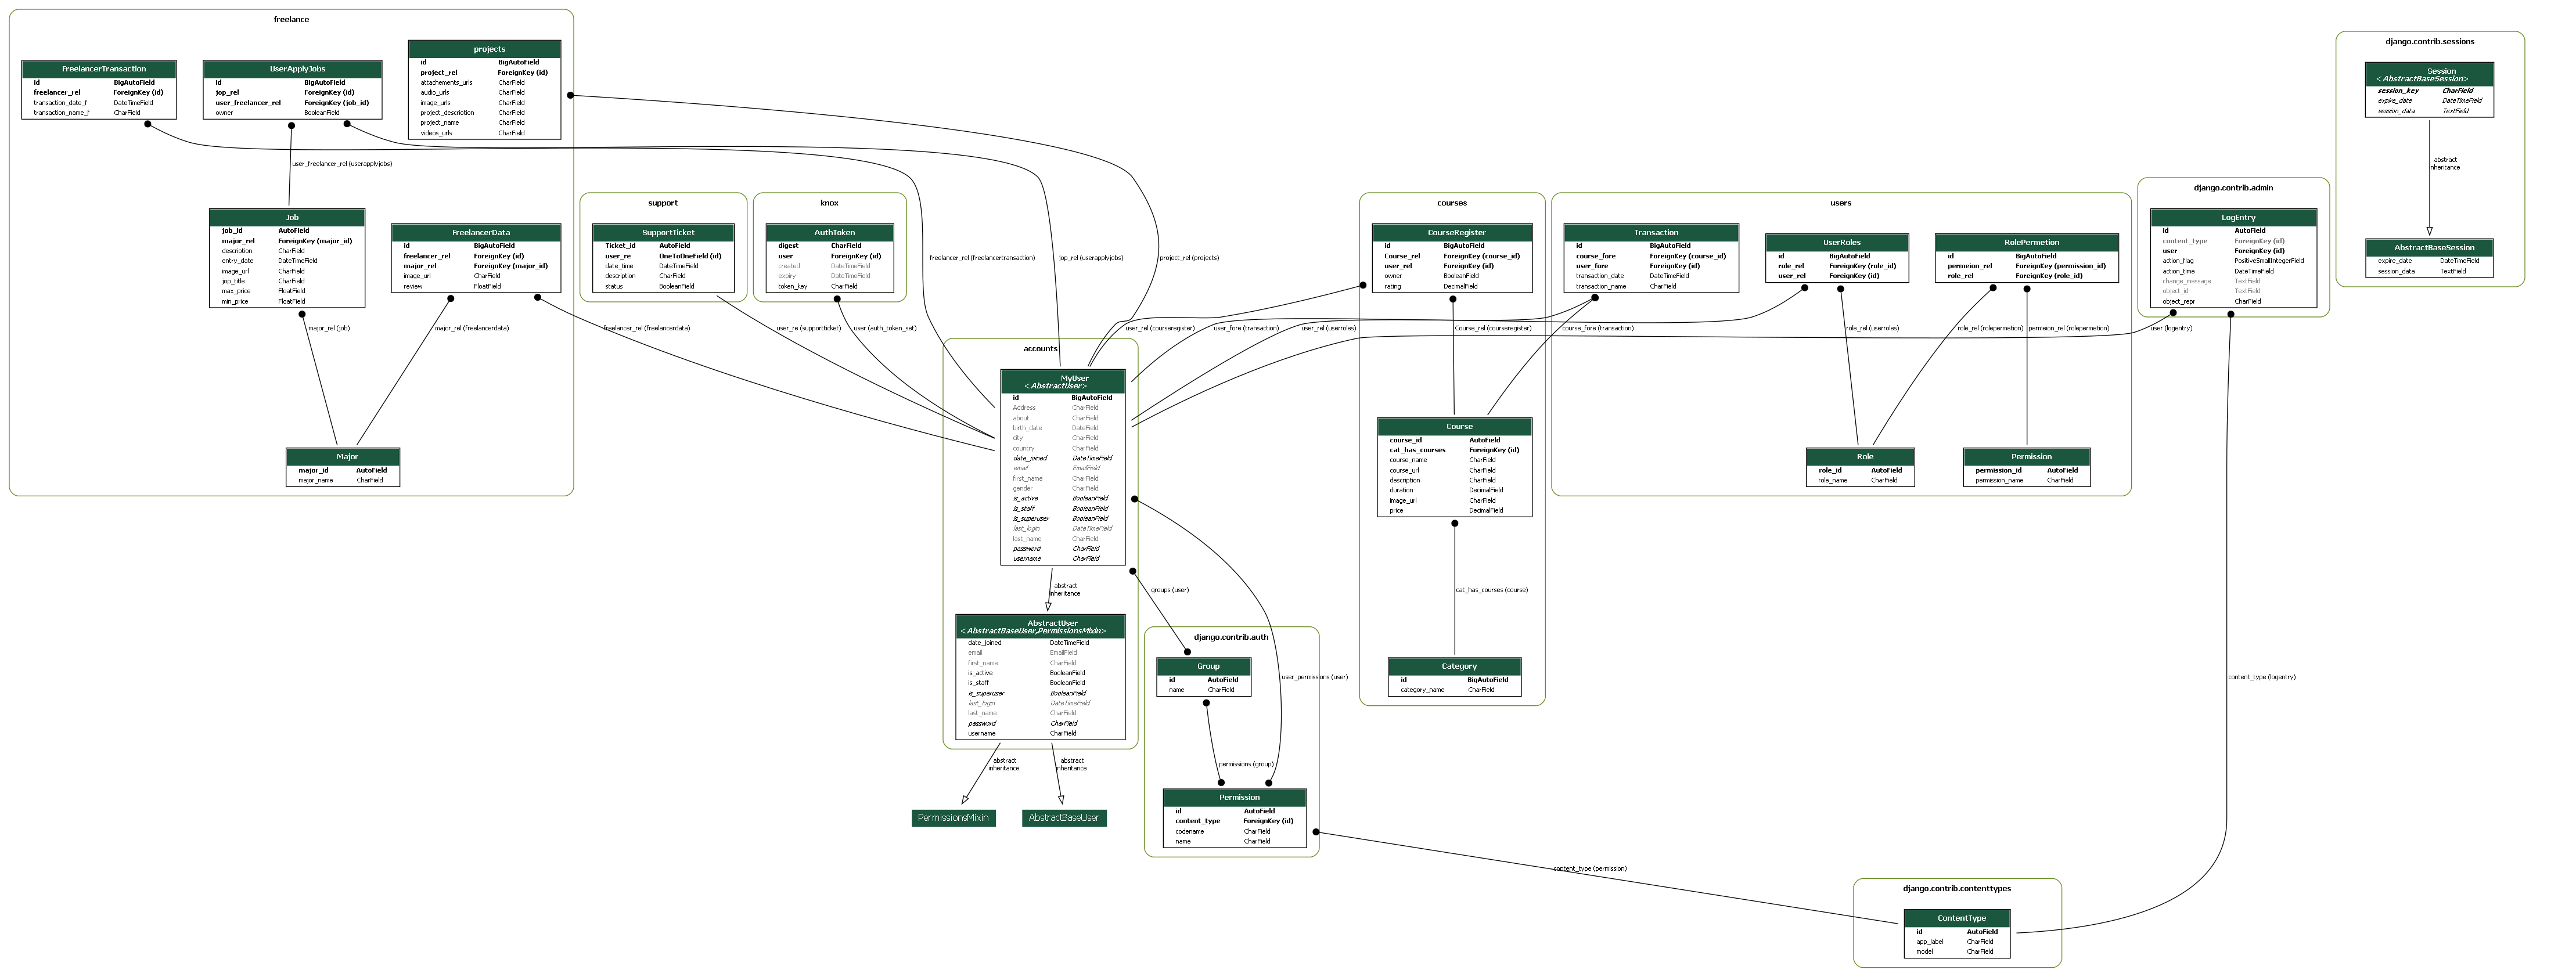 freelance
FreelancerTransaction
id BigAutoField
freelancer_rel ForeignKey (id)
transaction_date_f DateTimeField
transaction_name_f CharField
UserApplyJobs
id BigAutoField
jop_rel ForeignKey (id)
user_freelancer_rel ForeignKey (job_id)
owner BooleanField
projects
id BigAutoField
project_rel ForeignKey (id)
attachements_urls CharField
audio_urls CharField
image_urls CharField
project_description CharField
project_name CharField
videos_urls CharField
user_freelancer_rel (userapplyjobs)
Job
job_id AutoField
major_rel ForeignKey (major_id)
description CharField
entry_date DateTimeField
image_url CharField
jop_title CharField
max_price FloatField
min_price FloatField
FreelancerData
id BigAutoField
freelancer_rel ForeignKey (id)
major_rel ForeignKey (major_id)
image_url CharField
review FloatField
major_rel (job)
major_rel (freelancerdata)
freelancer_rel (freelancerdata)
Major
major_id AutoField
major_name CharField
support
SupportTicket
Ticket_id AutoField
user_re OneToOneField (id)
date_time DateTimeField
description CharField
status BooleanField
user_re (supportticket)
knox
AuthToken
digest CharField
user ForeignKey (id)
created DateTimeField
expiry DateTimeField
token_key CharField
user (auth_token_set)
freelancer_rel (freelancertransaction)
jop_rel (userapplyjobs)
project_rel (projects)
accounts
MyUser
<AbstractUser>
id BigAutoField
Address CharField
about CharField
birth_date DateField
city CharField
country CharField
date_joined DateTimeField
email EmailField
first_name CharField
gender CharField
is_active BooleanField
is_staff BooleanField
is_superuser BooleanField
last_login DateTimeField
last_name CharField
password CharField
username CharField
abstract
inheritance
AbstractUser
<AbstractBaseUser,PermissionsMixin>
date_joined DateTimeField
email EmailField
first_name CharField
is_active BooleanField
is_staff BooleanField
is_superuser BooleanField
last_login DateTimeField
last_name CharField
password CharField
username CharField
abstract
inheritance
abstract
inheritance
PermissionsMixin
AbstractBaseUser
groups (user)
user_permissions (user)
django.contrib.auth
Group
id AutoField
name CharField
permissions (group)
Permission
id AutoField
content_type ForeignKey (id)
codename CharField
name CharField
content_type (permission)
courses
CourseRegister
id BigAutoField
Course_rel ForeignKey (course_id)
user_rel ForeignKey (id)
owner BooleanField
rating DecimalField
user_rel (courseregister)
user_fore (transaction)
user_rel (userroles)
Course_rel (courseregister)
course_fore (transaction)
Course
course_id AutoField
cat_has_courses ForeignKey (id)
course_name CharField
course_url CharField
description CharField
duration DecimalField
image_url CharField
price DecimalField
cat_has_courses (course)
Category
id BigAutoField
category_name CharField
users
Transaction
id BigAutoField
course_fore ForeignKey (course_id)
user_fore ForeignKey (id)
transaction_date DateTimeField
transaction_name CharField
UserRoles
id BigAutoField
role_rel ForeignKey (role_id)
user_rel ForeignKey (id)
RolePermetion
id BigAutoField
permeion_rel ForeignKey (permission_id)
role_rel ForeignKey (role_id)
role_rel (userroles)
role_rel (rolepermetion)
permeion_rel (rolepermetion)
Role
role_id AutoField
role_name CharField
Permission
permission_id AutoField
permission_name CharField
django.contrib.admin
LogEntry
id AutoField
content_type ForeignKey (id)
user ForeignKey (id)
action_flag PositiveSmallIntegerField
action_time DateTimeField
change_message TextField
object_id TextField
object_repr CharField
user (logentry)
content_type (logentry)
django.contrib.sessions
Session
<AbstractBaseSession>
session_key CharField
expire_date DateTimeField
session_data TextField
abstract
inheritance
AbstractBaseSession
expire_date DateTimeField
session_data TextField
django.contrib.contenttypes
ContentType
id AutoField
app_label CharField
model CharField